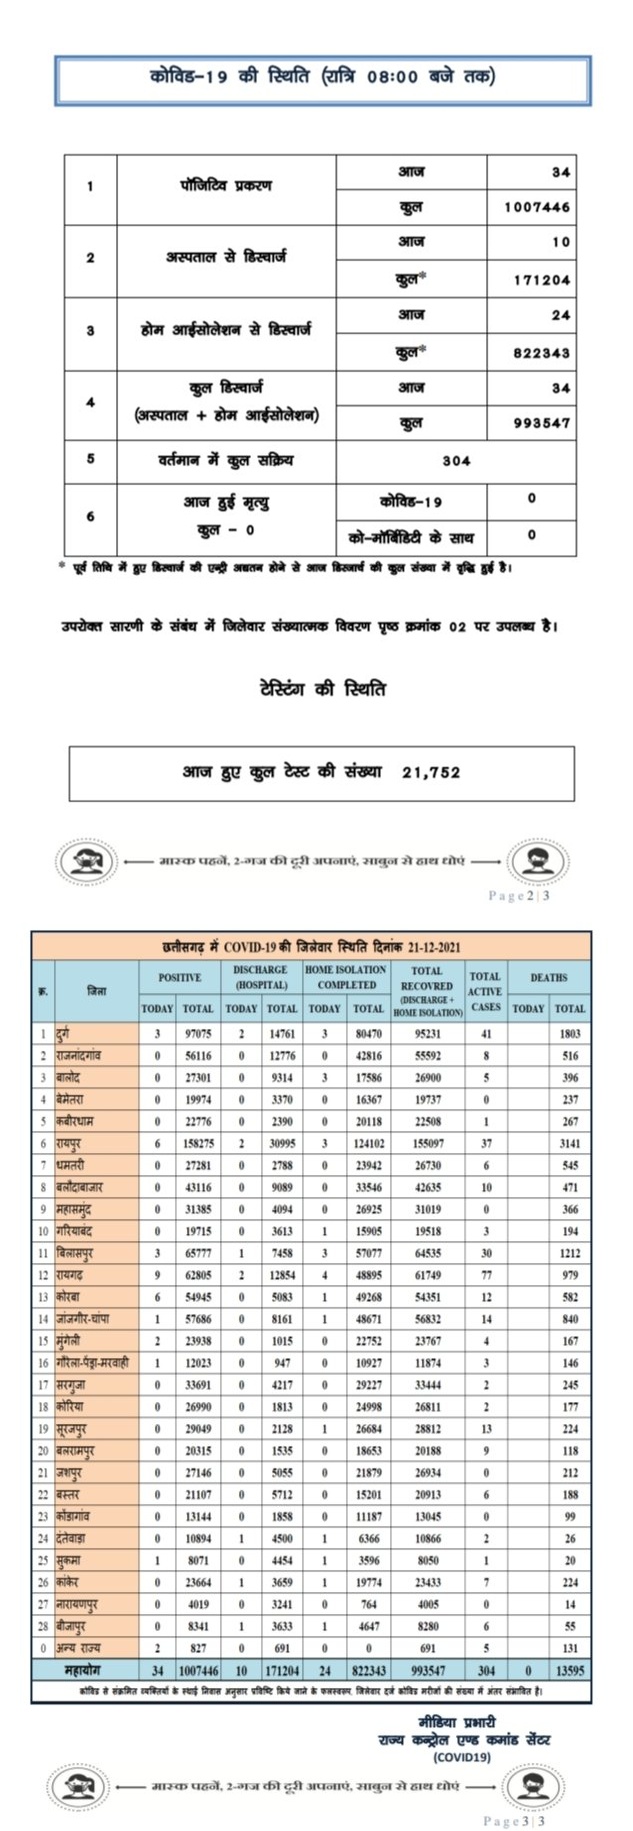 कोविड-19 की स्थिति (रात्रि 08:00 बजे तक)
1 पॉजिटिव प्रकरण आज 34
कुल 1007446
2 अस्पताल से डिस्चार्ज आज 10
कुल* 171204
3 होम आईसोलेशन से डिस्चार्ज आज 24
कुल* 822343
4 कुल डिस्चार्ज (अस्पताल + होम आईसोलेशन) आज 34
कुल 993547
5 वर्तमान में कुल सक्रिय 304
6 आज हुई मृत्यु कुल - 0 कोविड-19 0
को-मॉर्बिडिटी के साथ 0
* पूर्व तिथि में हुए डिस्चार्ज की एन्ट्री अद्यतन होने से आज डिस्चार्ज की कुल संख्या में वृद्धि हुई है।
उपरोक्त सारणी के संबंध में जिलेवार संख्यात्मक विवरण पृष्ठ क्रमांक 02 पर उपलब्ध है।
टेस्टिंग की स्थिति
आज हुए कुल टेस्ट की संख्या 21,752
मास्क पहनें, 2-गज की दूरी अपनाएं, साबुन से हाथ धोएं
Page 2|3
छत्तीसगढ़ में COVID-19 की जिलेवार स्थिति दिनांक 21-12-2021
क्र. जिला POSITIVE DISCHARGE (HOSPITAL) HOME ISOLATION COMPLETED TOTAL RECOVRED (DISCHARGE + HOME ISOLATION) TOTAL ACTIVE CASES DEATHS
TODAY TOTAL TODAY TOTAL TODAY TOTAL TODAY TOTAL
1 दुर्ग 3 97075 2 14761 3 80470 95231 41 1803
2 राजनांदगांव 0 56116 0 12776 0 42816 55592 8 516
3 बालोद 0 27301 0 9314 3 17586 26900 5 396
4 बेमेतरा 0 19974 0 3370 0 16367 19737 0 237
5 कबीरधाम 0 22776 0 2390 0 20118 22508 1 267
6 रायपुर 6 158275 2 30995 3 124102 155097 37 3141
7 धमतरी 0 27281 0 2788 0 23942 26730 6 545
8 बलौदाबाजार 0 43116 0 9089 0 33546 42635 10 471
9 महासमुंद 0 31385 0 4094 0 26925 31019 0 366
10 गरियाबंद 0 19715 0 3613 1 15905 19518 3 194
11 बिलासपुर 3 65777 1 7458 3 57077 64535 30 1212
12 रायगढ़ 9 62805 2 12854 4 48895 61749 77 979
13 कोरबा 6 54945 0 5083 1 49268 54351 12 582
14 जांजगीर-चांपा 1 57686 0 8161 1 48671 56832 14 840
15 मुंगेली 2 23938 0 1015 0 22752 23767 4 167
16 गौरेला-पेंड्रा-मरवाही 1 12023 0 947 0 10927 11874 3 146
17 सरगुजा 0 33691 0 4217 0 29227 33444 2 245
18 कोरिया 0 26990 0 1813 0 24998 26811 2 177
19 सूरजपुर 0 29049 0 2128 1 26684 28812 13 224
20 बलरामपुर 0 20315 0 1535 0 18653 20188 9 118
21 जशपुर 0 27146 0 5055 0 21879 26934 0 212
22 बस्तर 0 21107 0 5712 0 15201 20913 6 188
23 कोंडागांव 0 13144 0 1858 0 11187 13045 0 99
24 दंतेवाड़ा 0 10894 1 4500 1 6366 10866 2 26
25 सुकमा 1 8071 0 4454 1 3596 8050 1 20
26 कांकेर 0 23664 1 3659 1 19774 23433 7 224
27 नारायणपुर 0 4019 0 3241 0 764 4005 0 14
28 बीजापुर 0 8341 1 3633 1 4647 8280 6 55
0 अन्य राज्य 2 827 0 691 0 0 691 5 131
महायोग 34 1007446 10 171204 24 822343 993547 304 0 13595
कोविड से संक्रमित व्यक्तियों के स्थाई निवास अनुसार प्रविष्टि किये जाने के फलस्वरूप, जिलेवार दर्ज कोविड मरीजों की संख्या में अंतर संभावित है।
मीडिया प्रभारी
राज्य कन्ट्रोल एण्ड कमांड सेंटर
(COVID19)
मास्क पहनें, 2-गज की दूरी अपनाएं, साबुन से हाथ धोएं
Page 3|3